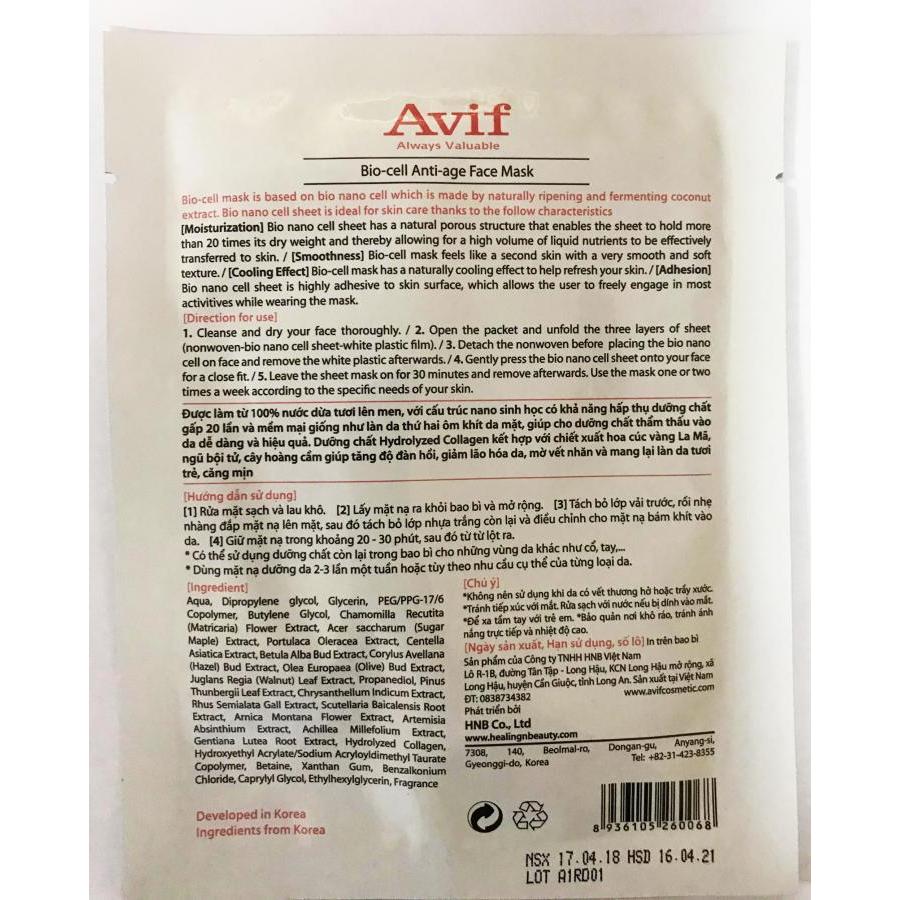 Avif
Always Valuable
Bio-cell Anti-age Face Mask
Bio-cell mask is based on bio nano cell which is made by naturally ripening and fermenting coconut
extract. Bio nano cell sheet is ideal for skin care thanks to the follow characteristics
[Moisturization] Bio nano cell sheet has a natural porous structure that enables the sheet to hold more
than 20 times its dry weight and thereby allowing for a high volume of liquid nutrients to be effectively
transferred to skin. / [Smoothness] Bio-cell mask feels like a second skin with a very smooth and soft
texture. / [Cooling Effect] Bio-cell mask has a naturally cooling effect to help refresh your skin. / [Adhesion]
Bio nano cell sheet is highly adhesive to skin surface, which allows the user to freely engage in most
activitives while wearing the mask.
[Direction for use]
1. Cleanse and dry your face thoroughly. / 2. Open the packet and unfold the three layers of sheet
(nonwoven-bio nano cell sheet-white plastic film). / 3. Detach the nonwoven before placing the bio nano
cell on face and remove the white plastic afterwards. / 4. Gently press the bio nano cell sheet onto your face
for a close fit. / 5. Leave the sheet mask on for 30 minutes and remove afterwards. Use the mask one or two
times a week according to the specific needs of your skin.
Được làm từ 100% nước dừa tươi lên men, với cấu trúc nano sinh học có khả năng hấp thụ dưỡng chất
gấp 20 lần và mềm mại giống như làn da thứ hai ôm khít da mặt, giúp cho dưỡng chất thẩm thấu vào
da dễ dàng và hiệu quả. Dưỡng chất Hydrolyzed Collagen kết hợp với chiết xuất hoa cúc vàng La Mã,
ngũ bội tử, cây hoàng cầm giúp tăng độ đàn hồi, giảm lão hóa da, mờ vết nhăn và mang lại làn da tươi
trẻ, căng mịn
[Hướng dẫn sử dụng]
[1] Rửa mặt sạch và lau khô. [2] Lấy mặt nạ ra khỏi bao bì và mở rộng. [3] Tách bỏ lớp vải trước, rồi nhẹ
nhàng đắp mặt nạ lên mặt, sau đó tách bỏ lớp nhựa trắng còn lại và điều chỉnh cho mặt nạ bám khít vào
da. [4] Giữ mặt nạ trong khoảng 20 - 30 phút, sau đó từ từ lột ra.
* Có thể sử dụng dưỡng chất còn lại trong bao bì cho những vùng da khác như cổ, tay,...
* Dùng mặt nạ dưỡng da 2-3 lần một tuần hoặc tùy theo nhu cầu cụ thể của từng loại da.
[Ingredient]
Aqua, Dipropylene glycol, Glycerin, PEG/PPG-17/6
Copolymer, Butylene Glycol, Chamomilla Recutita
(Matricaria) Flower Extract, Acer saccharum (Sugar
Maple) Extract, Portulaca Oleracea Extract, Centella
Asiatica Extract, Betula Alba Bud Extract, Corylus Avellana
(Hazel) Bud Extract, Olea Europaea (Olive) Bud Extract,
Juglans Regia (Walnut) Leaf Extract, Propanediol, Pinus
Thunbergii Leaf Extract, Chrysanthellum Indicum Extract,
Rhus Semialata Gall Extract, Scutellaria Baicalensis Root
Extract, Arnica Montana Flower Extract, Artemisia
Absinthium Extract, Achillea Millefolium Extract,
Gentiana Lutea Root Extract, Hydrolyzed Collagen,
Hydroxyethyl Acrylate/Sodium Acryloyldimethyl Taurate
Copolymer, Betaine, Xanthan Gum, Benzalkonium
Chloride, Caprylyl Glycol, Ethylhexylglycerin, Fragrance
[Chú ý]
*Không nên sử dụng khi da có vết thương hở hoặc trầy xước.
*Tránh tiếp xúc với mắt. Rửa sạch với nước nếu bị dính vào mắt.
*Để xa tầm tay với trẻ em. *Bảo quản nơi khô ráo, tránh ánh
nắng trực tiếp và nhiệt độ cao.
[Ngày sản xuất, Hạn sử dụng, số lô] In trên bao bì
Sản phẩm của Công ty TNHH HNB Việt Nam
Lô R-1B, đường Tân Tập - Long Hậu, KCN Long Hậu mở rộng, xã
Long Hậu, huyện Cần Giuộc, tỉnh Long An. Sản xuất tại Việt Nam
ĐT: 0838734382 www.avifcosmetic.com
Phát triển bởi
HNB Co., Ltd
www.healingnbeauty.com
7308, 140, Beolmal-ro, Dongan-gu, Anyang-si,
Gyeonggi-do, Korea Tel: +82-31-423-8355
Developed in Korea
Ingredients from Korea
8 936105 260068
NSX 17.04.18 HSD 16.04.21
LOT A1RD01